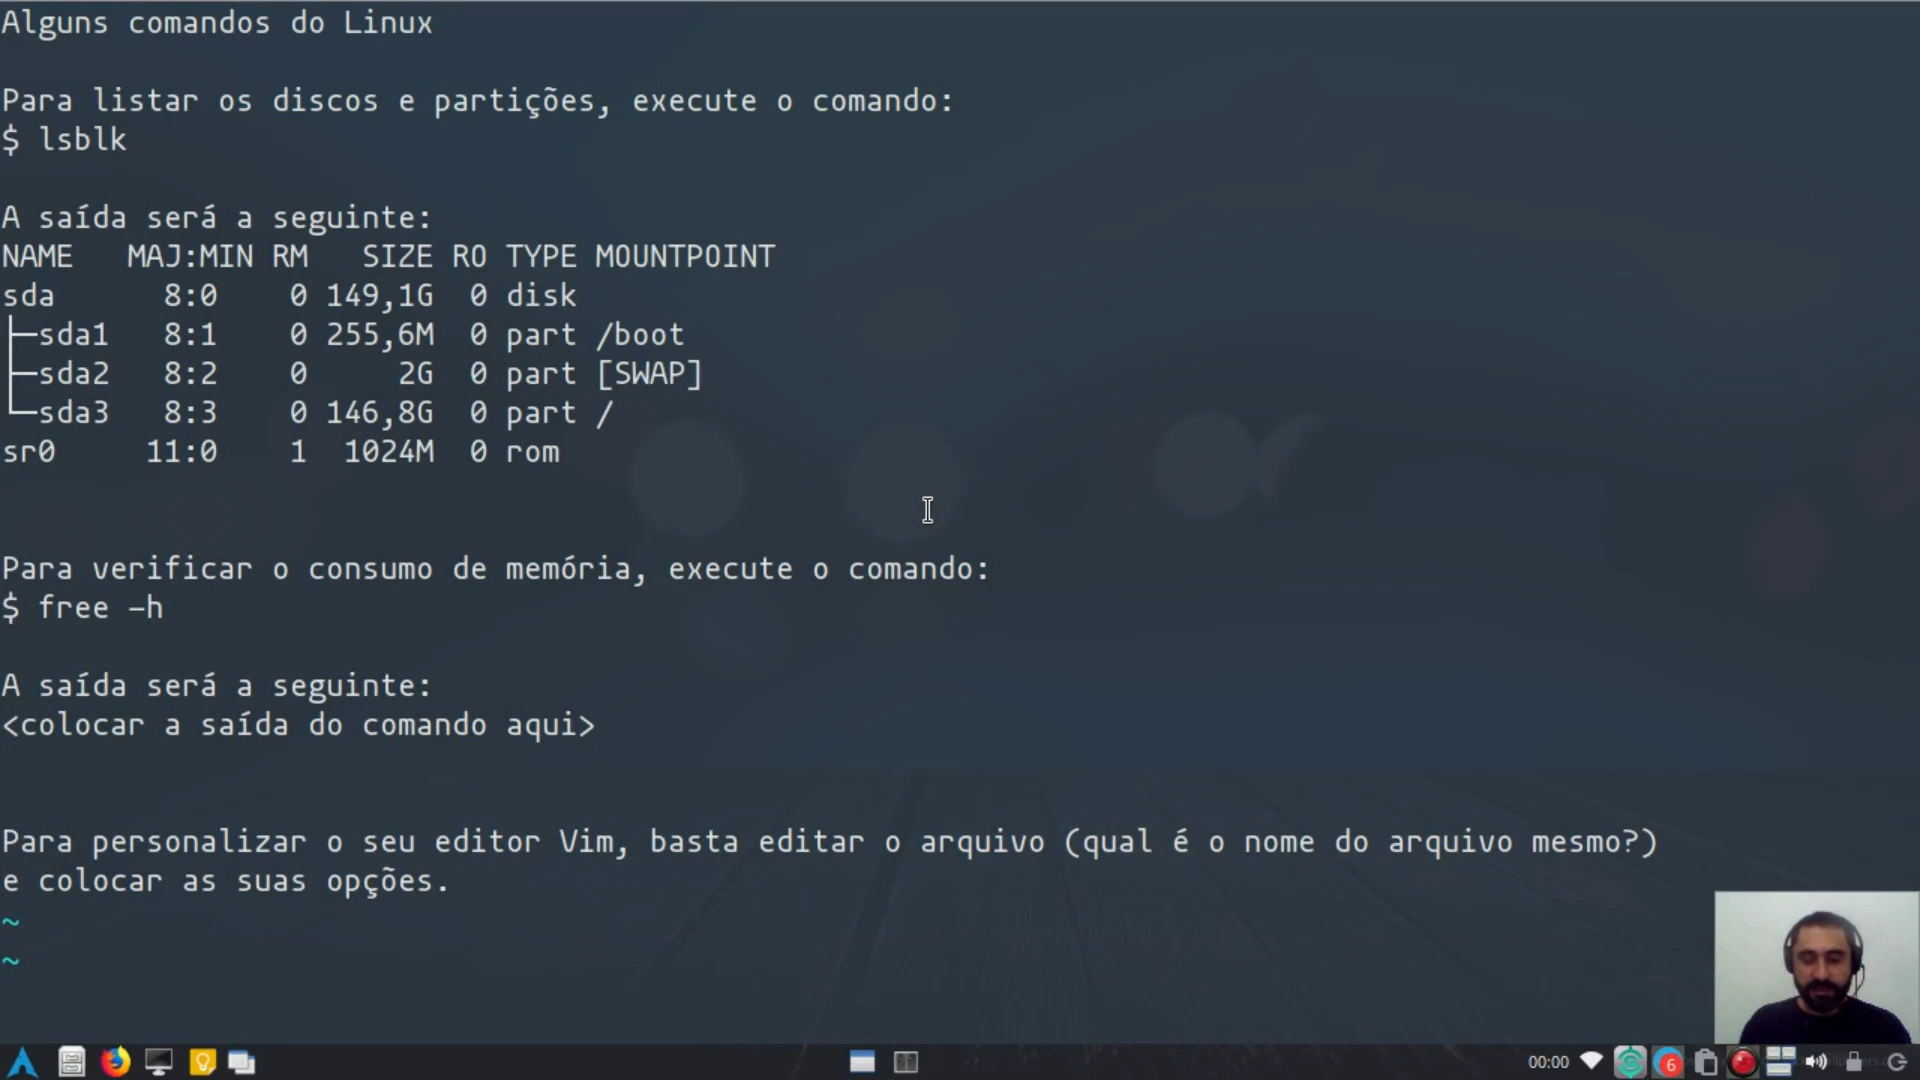 Alguns comandos do Linux
Para listar os discos e partições, execute o comando:
$ lsblk
A saída será a seguinte:
NAME   MAJ:MIN RM   SIZE RO TYPE MOUNTPOINT
sda      8:0    0 149,1G  0 disk
├─sda1   8:1    0 255,6M  0 part /boot
├─sda2   8:2    0     2G  0 part [SWAP]
└─sda3   8:3    0 146,8G  0 part /
sr0     11:0    1  1024M  0 rom
Para verificar o consumo de memória, execute o comando:
$ free -h
A saída será a seguinte:
<colocar a saída do comando aqui>
Para personalizar o seu editor Vim, basta editar o arquivo (qual é o nome do arquivo mesmo?)
e colocar as suas opções.
~
~
00:00
6